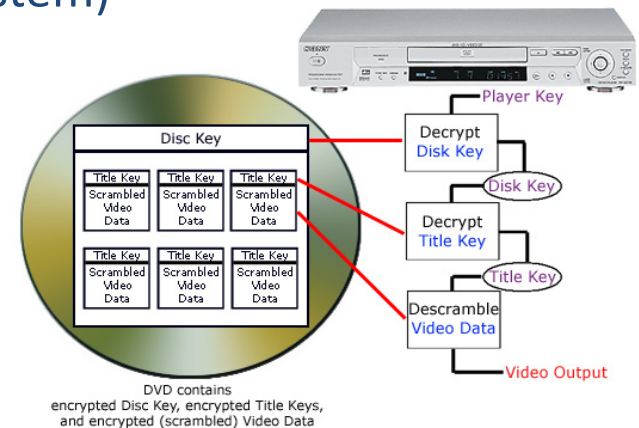 stem)
Player Key
Disc Key
Decrypt
Disk Key
Title Key Title Key Title Key
Scrambled Scrambled Scrambled
Video Video Video
Data Data Data
Disk Key
Decrypt
Title Key
Title Key Title Key Title Key
Scrambled Scrambled Scrambled
Video Video Video
Data Data Data
Title Key
Descramble
Video Data
Video Output
DVD contains
encrypted Disc Key, encrypted Title Keys,
and encrypted (scrambled) Video Data